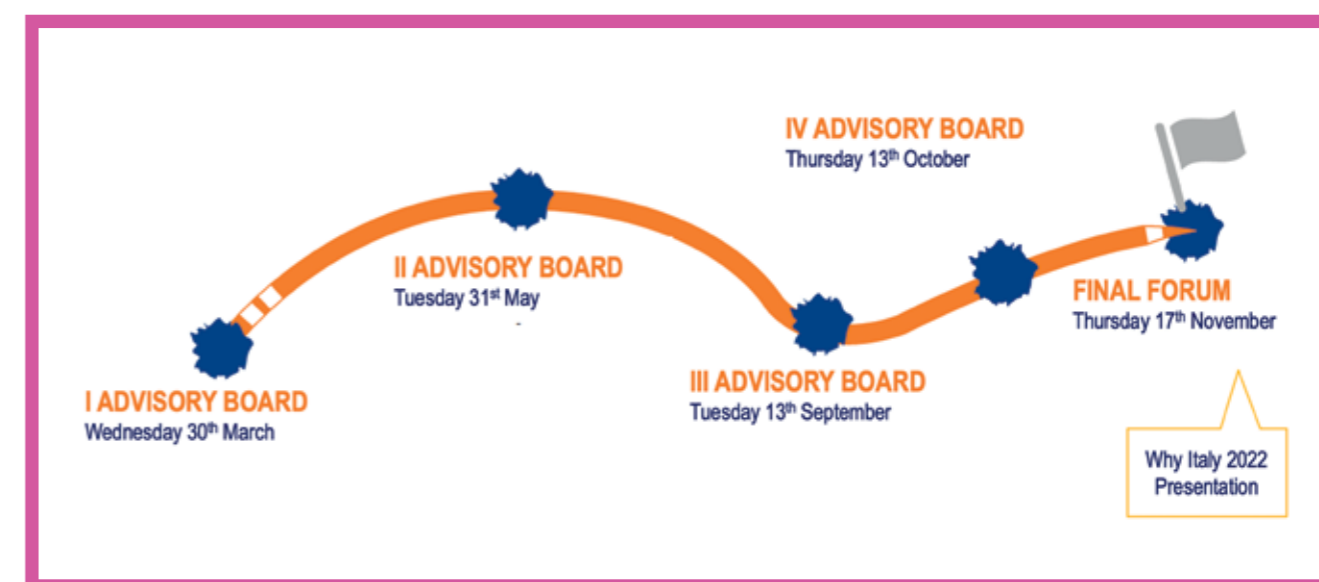 I ADVISORY BOARD
Wednesday 30th March
II ADVISORY BOARD
Tuesday 31st May
III ADVISORY BOARD
Tuesday 13th September
IV ADVISORY BOARD
Thursday 13th October
FINAL FORUM
Thursday 17th November
Why Italy 2022
Presentation